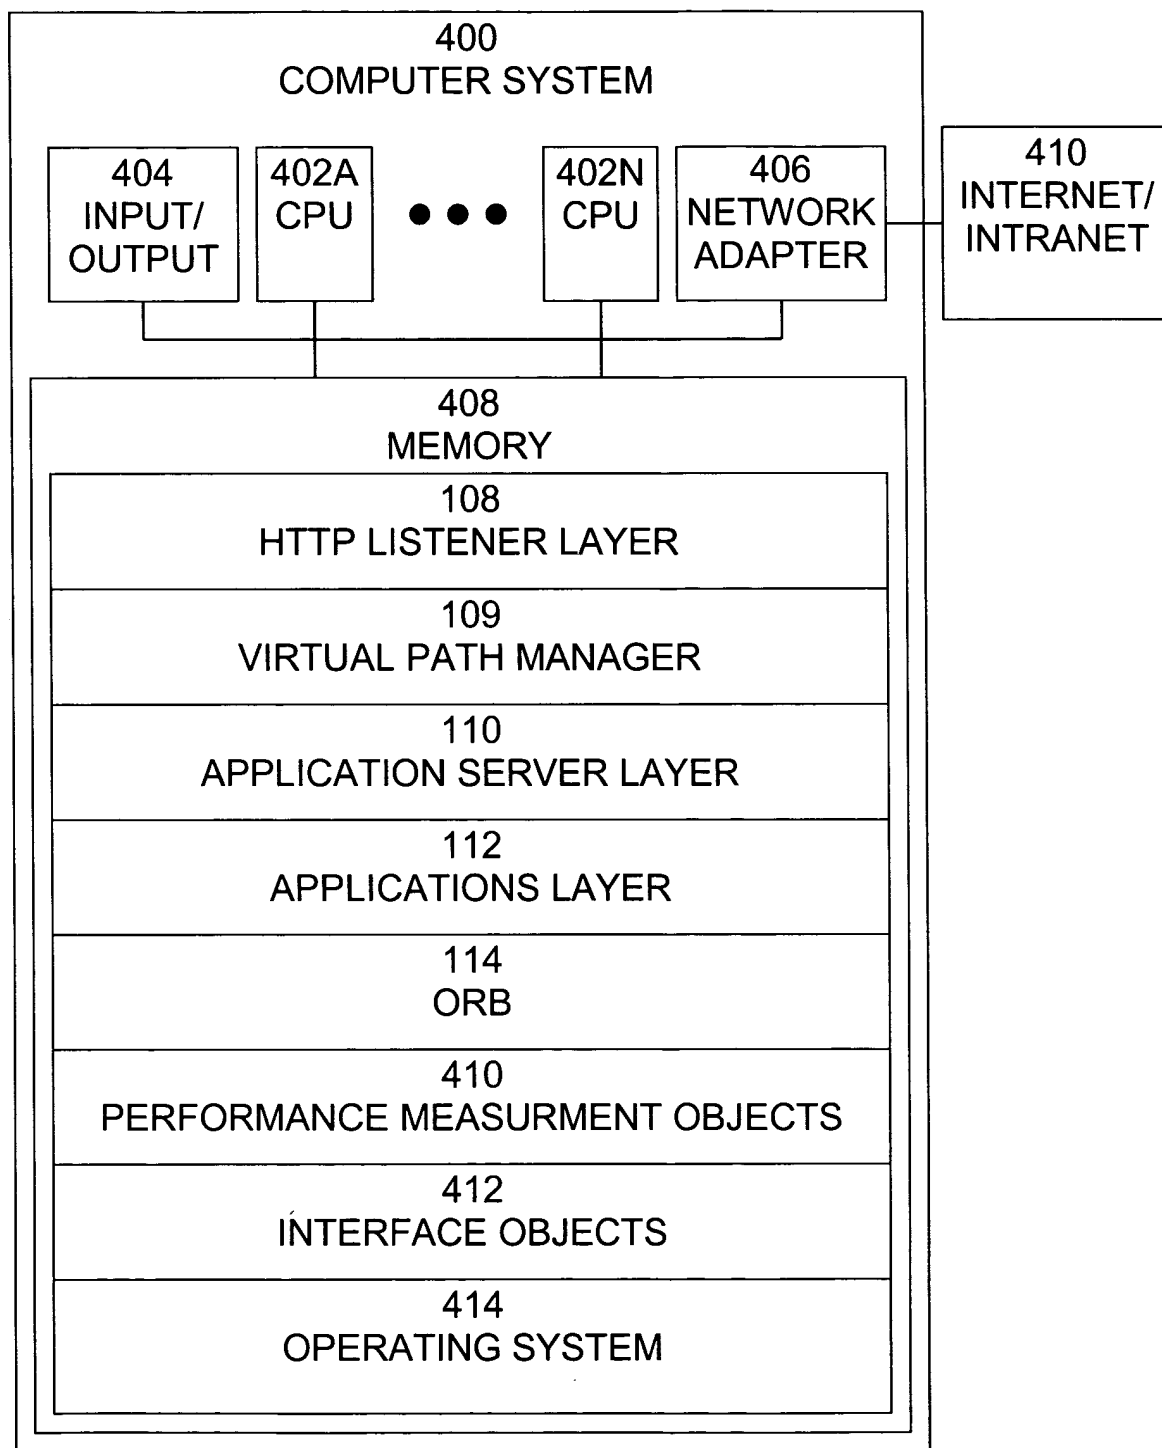 400
COMPUTER SYSTEM
404
INPUT/
OUTPUT
402A
CPU
402N
CPU
406
NETWORK
ADAPTER
410
INTERNET/
INTRANET
408
MEMORY
108
HTTP LISTENER LAYER
109
VIRTUAL PATH MANAGER
110
APPLICATION SERVER LAYER
112
APPLICATIONS LAYER
114
ORB
410
PERFORMANCE MEASURMENT OBJECTS
412
INTERFACE OBJECTS
414
OPERATING SYSTEM